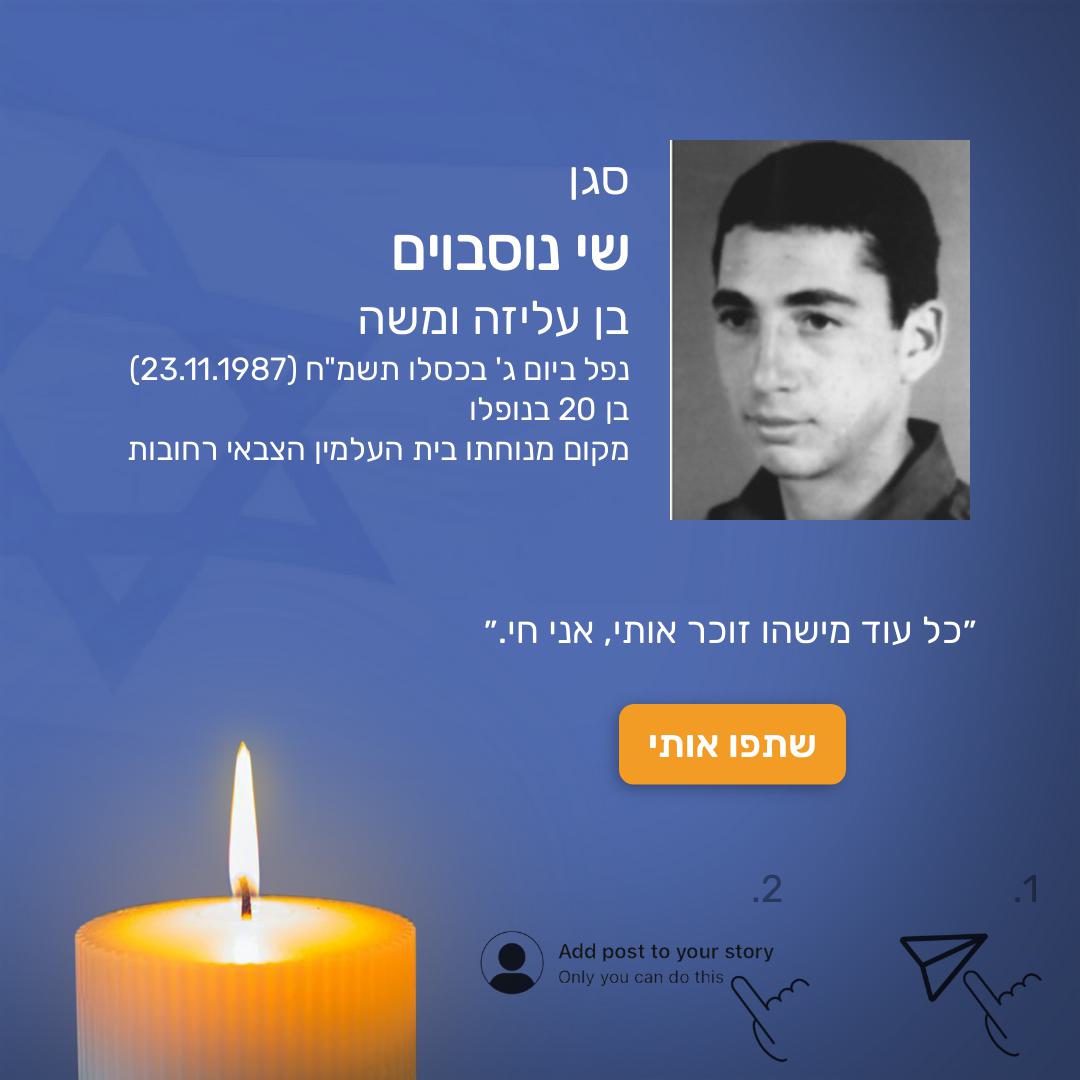 סגן
שי נוסבוים
בן עליזה ומשה
נפל ביום ג' בכסלו תשמ"ח (23.11.1987)
בן 20 בנופלו
מקום מנוחתו בית העלמין הצבאי רחובות
״כל עוד מישהו זוכר אותי, אני חי.״
שתפו אותי
1.
2.
Add post to your story
Only you can do this